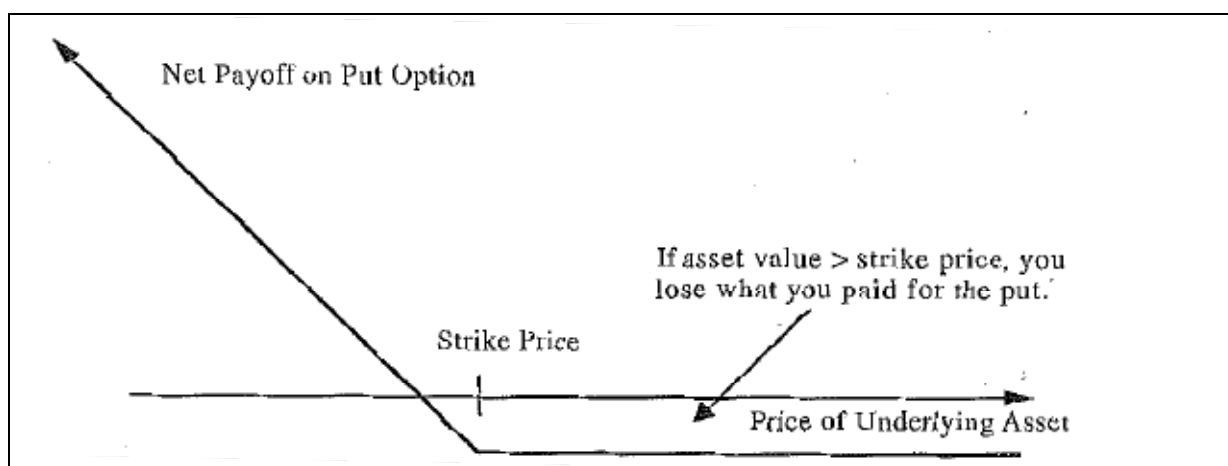 Net Payoff on Put Option
If asset value > strike price, you
lose what you paid for the put.
Strike Price
Price of Underlying Asset